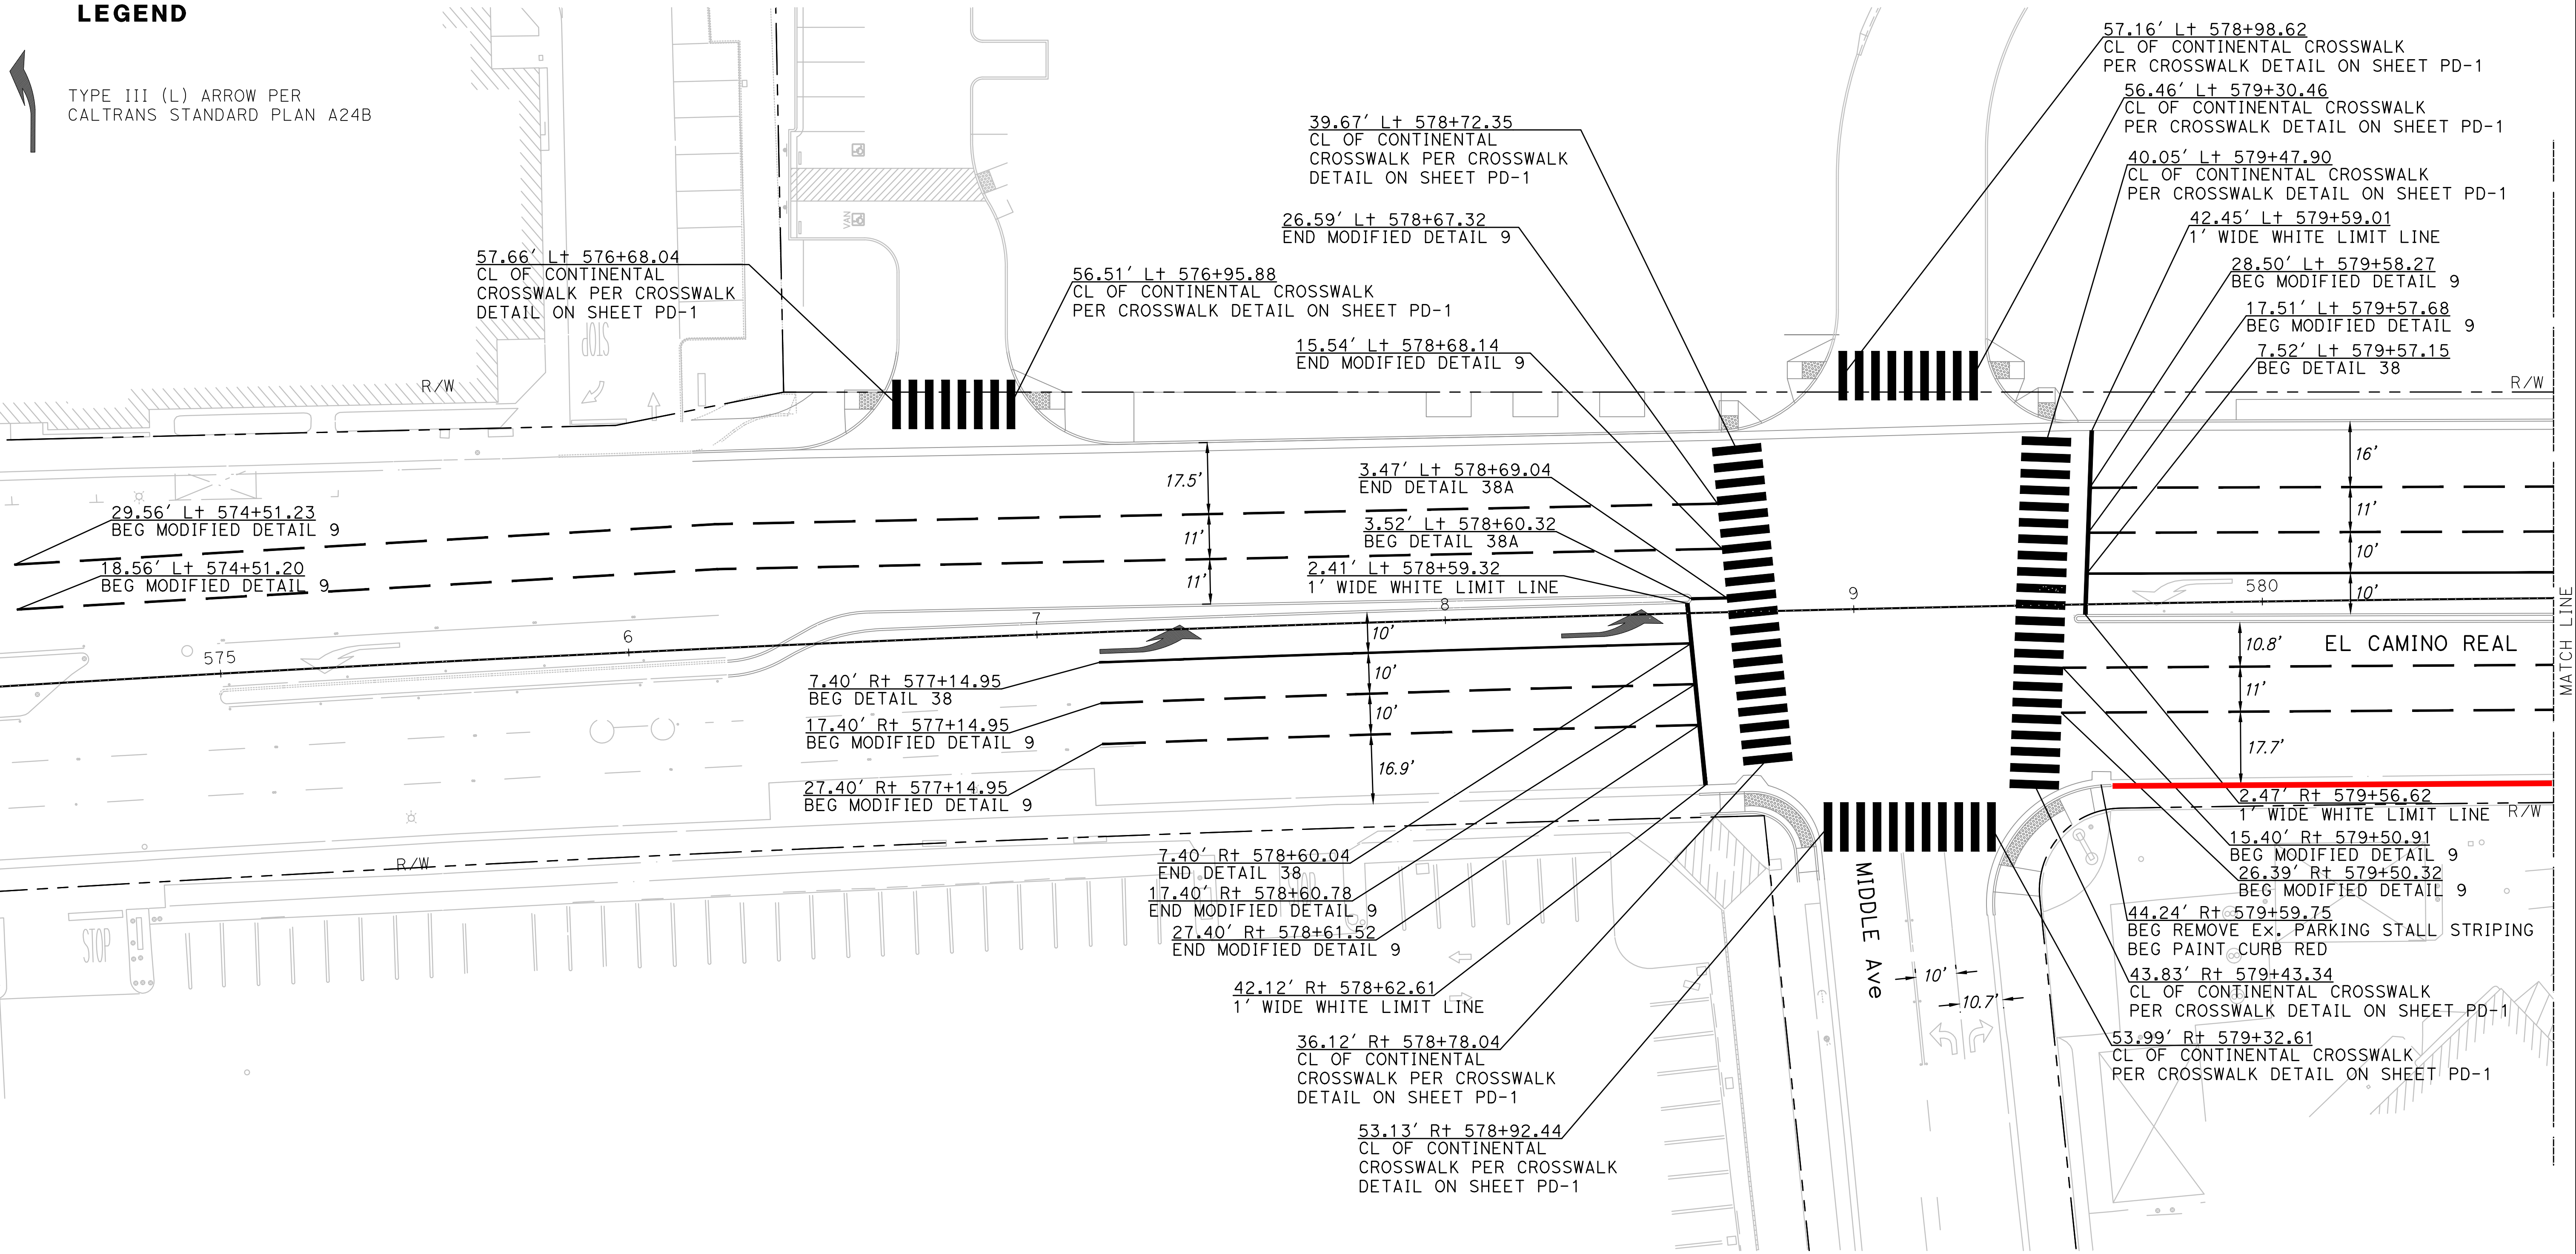 LEGEND
TYPE III (L) ARROW PER
CALTRANS STANDARD PLAN A24B
57.16' Lt 578+98.62
CL OF CONTINENTAL CROSSWALK
PER CROSSWALK DETAIL ON SHEET PD-1
56.46' Lt 579+30.46
CL OF CONTINENTAL CROSSWALK
PER CROSSWALK DETAIL ON SHEET PD-1
39.67' Lt 578+72.35
CL OF CONTINENTAL
CROSSWALK PER CROSSWALK
DETAIL ON SHEET PD-1
40.05' Lt 579+47.90
CL OF CONTINENTAL CROSSWALK
PER CROSSWALK DETAIL ON SHEET PD-1
VAN
26.59' Lt 578+67.32
END MODIFIED DETAIL 9
42.45' Lt 579+59.01
1' WIDE WHITE LIMIT LINE
57.66' Lt 576+68.04
CL OF CONTINENTAL
CROSSWALK PER CROSSWALK
DETAIL ON SHEET PD-1
56.51' Lt 576+95.88
CL OF CONTINENTAL CROSSWALK
PER CROSSWALK DETAIL ON SHEET PD-1
28.50' Lt 579+58.27
BEG MODIFIED DETAIL 9
17.51' Lt 579+57.68
BEG MODIFIED DETAIL 9
STOP
15.54' Lt 578+68.14
END MODIFIED DETAIL 9
7.52' Lt 579+57.15
BEG DETAIL 38
R/W
R/W
16'
17.5'
3.47' Lt 578+69.04
END DETAIL 38A
29.56' Lt 574+51.23
BEG MODIFIED DETAIL 9
11'
3.52' Lt 578+60.32
BEG DETAIL 38A
11'
18.56' Lt 574+51.20
BEG MODIFIED DETAIL 9
11'
2.41' Lt 578+59.32
1' WIDE WHITE LIMIT LINE
10'
10'
575
6
7
8
9
580
MATCH LINE
10'
10.8'
EL CAMINO REAL
10'
11'
7.40' Rt 577+14.95
BEG DETAIL 38
17.40' Rt 577+14.95
BEG MODIFIED DETAIL 9
10'
17.7'
16.9'
27.40' Rt 577+14.95
BEG MODIFIED DETAIL 9
2.47' Rt 579+56.62
1' WIDE WHITE LIMIT LINE
R/W
15.40' Rt 579+50.91
BEG MODIFIED DETAIL 9
R/W
7.40' Rt 578+60.04
END DETAIL 38
26.39' Rt 579+50.32
BEG MODIFIED DETAIL 9
17.40' Rt 578+60.78
END MODIFIED DETAIL 9
MIDDLE Ave
STOP
27.40' Rt 578+61.52
END MODIFIED DETAIL 9
44.24' Rt 579+59.75
BEG REMOVE Ex. PARKING STALL STRIPING
BEG PAINT CURB RED
42.12' Rt 578+62.61
1' WIDE WHITE LIMIT LINE
10'
10.7'
43.83' Rt 579+43.34
CL OF CONTINENTAL CROSSWALK
PER CROSSWALK DETAIL ON SHEET PD-1
36.12' Rt 578+78.04
CL OF CONTINENTAL
CROSSWALK PER CROSSWALK
DETAIL ON SHEET PD-1
53.99' Rt 579+32.61
CL OF CONTINENTAL CROSSWALK
PER CROSSWALK DETAIL ON SHEET PD-1
53.13' Rt 578+92.44
CL OF CONTINENTAL
CROSSWALK PER CROSSWALK
DETAIL ON SHEET PD-1